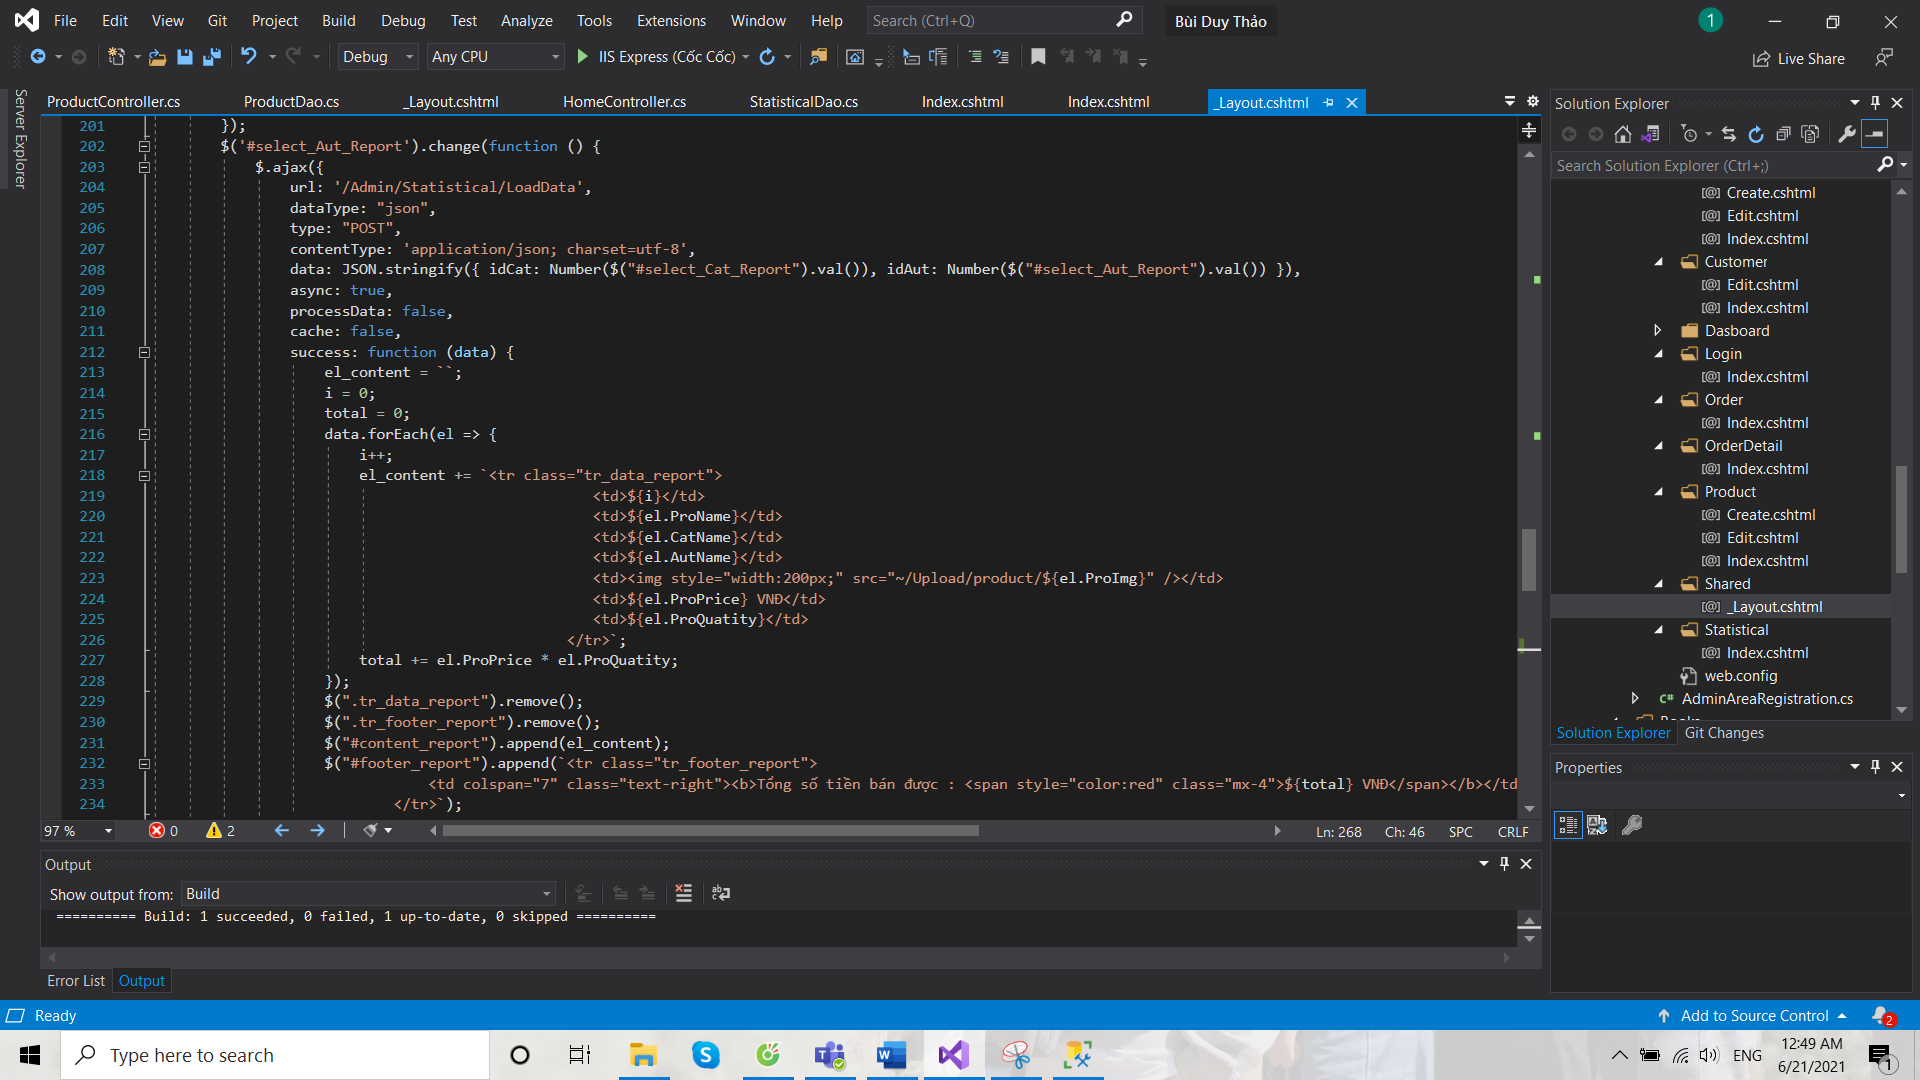 File Edit View Git Project Build Debug Test Analyze Tools Extensions Window Help Search (Ctrl+Q) Bùi Duy Thảo 1
Debug Any CPU IIS Express (Cốc Cốc) Live Share
Server Explorer
ProductController.cs ProductDao.cs _Layout.cshtml HomeController.cs StatisticalDao.cs Index.cshtml Index.cshtml _Layout.cshtml
201 });
202 $('#select_Aut_Report').change(function () {
203 $.ajax({
204 url: '/Admin/Statistical/LoadData',
205 dataType: "json",
206 type: "POST",
207 contentType: 'application/json; charset=utf-8',
208 data: JSON.stringify({ idCat: Number($("#select_Cat_Report").val()), idAut: Number($("#select_Aut_Report").val()) }),
209 async: true,
210 processData: false,
211 cache: false,
212 success: function (data) {
213 el_content = ``;
214 i = 0;
215 total = 0;
216 data.forEach(el => {
217 i++;
218 el_content += `<tr class="tr_data_report">
219 <td>${i}</td>
220 <td>${el.ProName}</td>
221 <td>${el.CatName}</td>
222 <td>${el.AutName}</td>
223 <td><img style="width:200px;" src="~/Upload/product/${el.ProImg}" /></td>
224 <td>${el.ProPrice} VNĐ</td>
225 <td>${el.ProQuatity}</td>
226 </tr>`;
227 total += el.ProPrice * el.ProQuatity;
228 });
229 $(".tr_data_report").remove();
230 $(".tr_footer_report").remove();
231 $("#content_report").append(el_content);
232 $("#footer_report").append(`<tr class="tr_footer_report">
233 <td colspan="7" class="text-right"><b>Tổng số tiền bán được : <span style="color:red" class="mx-4">${total} VNĐ</span></b></td
234 </tr>`);
97 % 0 2 Ln: 268 Ch: 46 SPC CRLF
Output
Show output from: Build
========== Build: 1 succeeded, 0 failed, 1 up-to-date, 0 skipped ==========
Error List Output
Solution Explorer
Search Solution Explorer (Ctrl+;)
Create.cshtml
Edit.cshtml
Index.cshtml
Customer
Edit.cshtml
Index.cshtml
Dasboard
Login
Index.cshtml
Order
Index.cshtml
OrderDetail
Index.cshtml
Product
Create.cshtml
Edit.cshtml
Index.cshtml
Shared
_Layout.cshtml
Statistical
Index.cshtml
web.config
C# AdminAreaRegistration.cs
Solution Explorer Git Changes
Properties
Ready Add to Source Control 2
Type here to search ENG 12:49 AM
6/21/2021 1